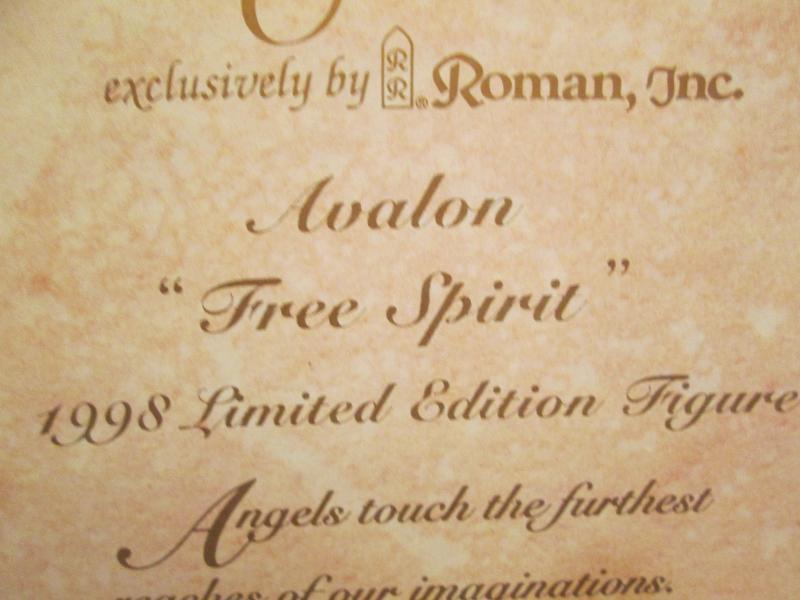 exclusively by RR® Roman, Inc.
Avalon
“Free Spirit”
1998 Limited Edition Figure
Angels touch the furthest
reaches of our imaginations.